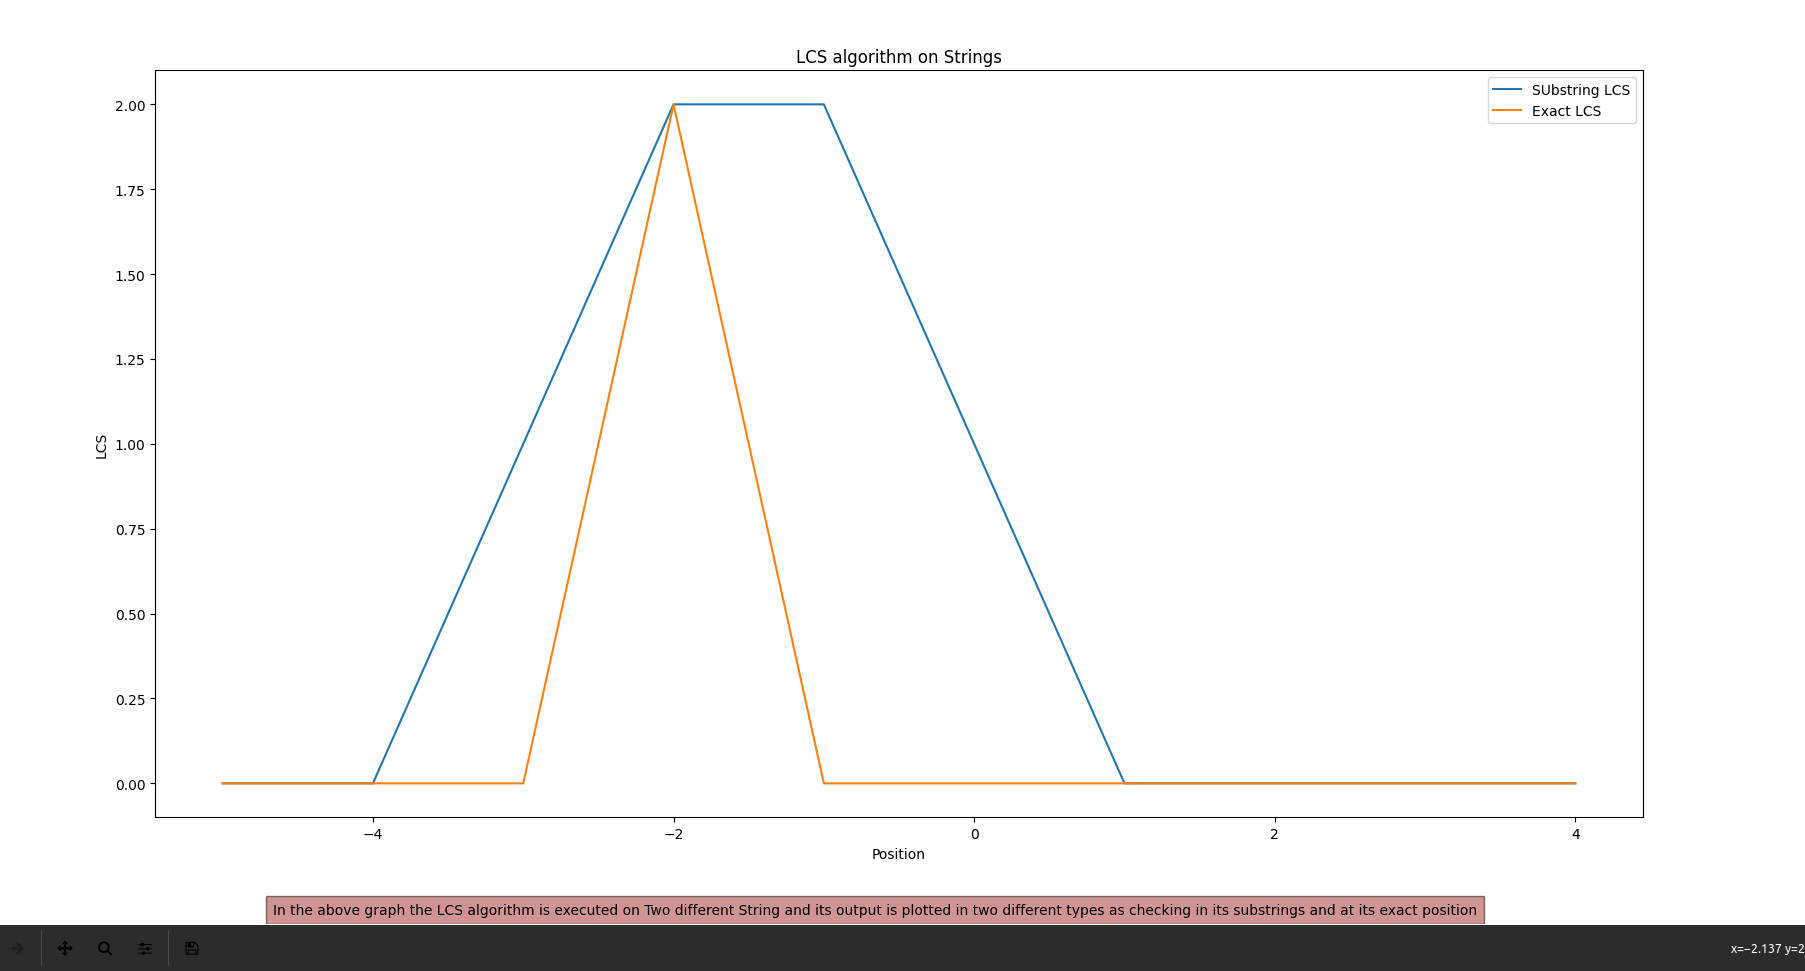 LCS algorithm on Strings
SUbstring LCS
Exact LCS
2.00
1.75
1.50
1.25
1.00
0.75
0.50
0.25
0.00
LCS
−4
−2
0
2
4
Position
In the above graph the LCS algorithm is executed on Two different String and its output is plotted in two different types as checking in its substrings and at its exact position
x=−2.137 y=2